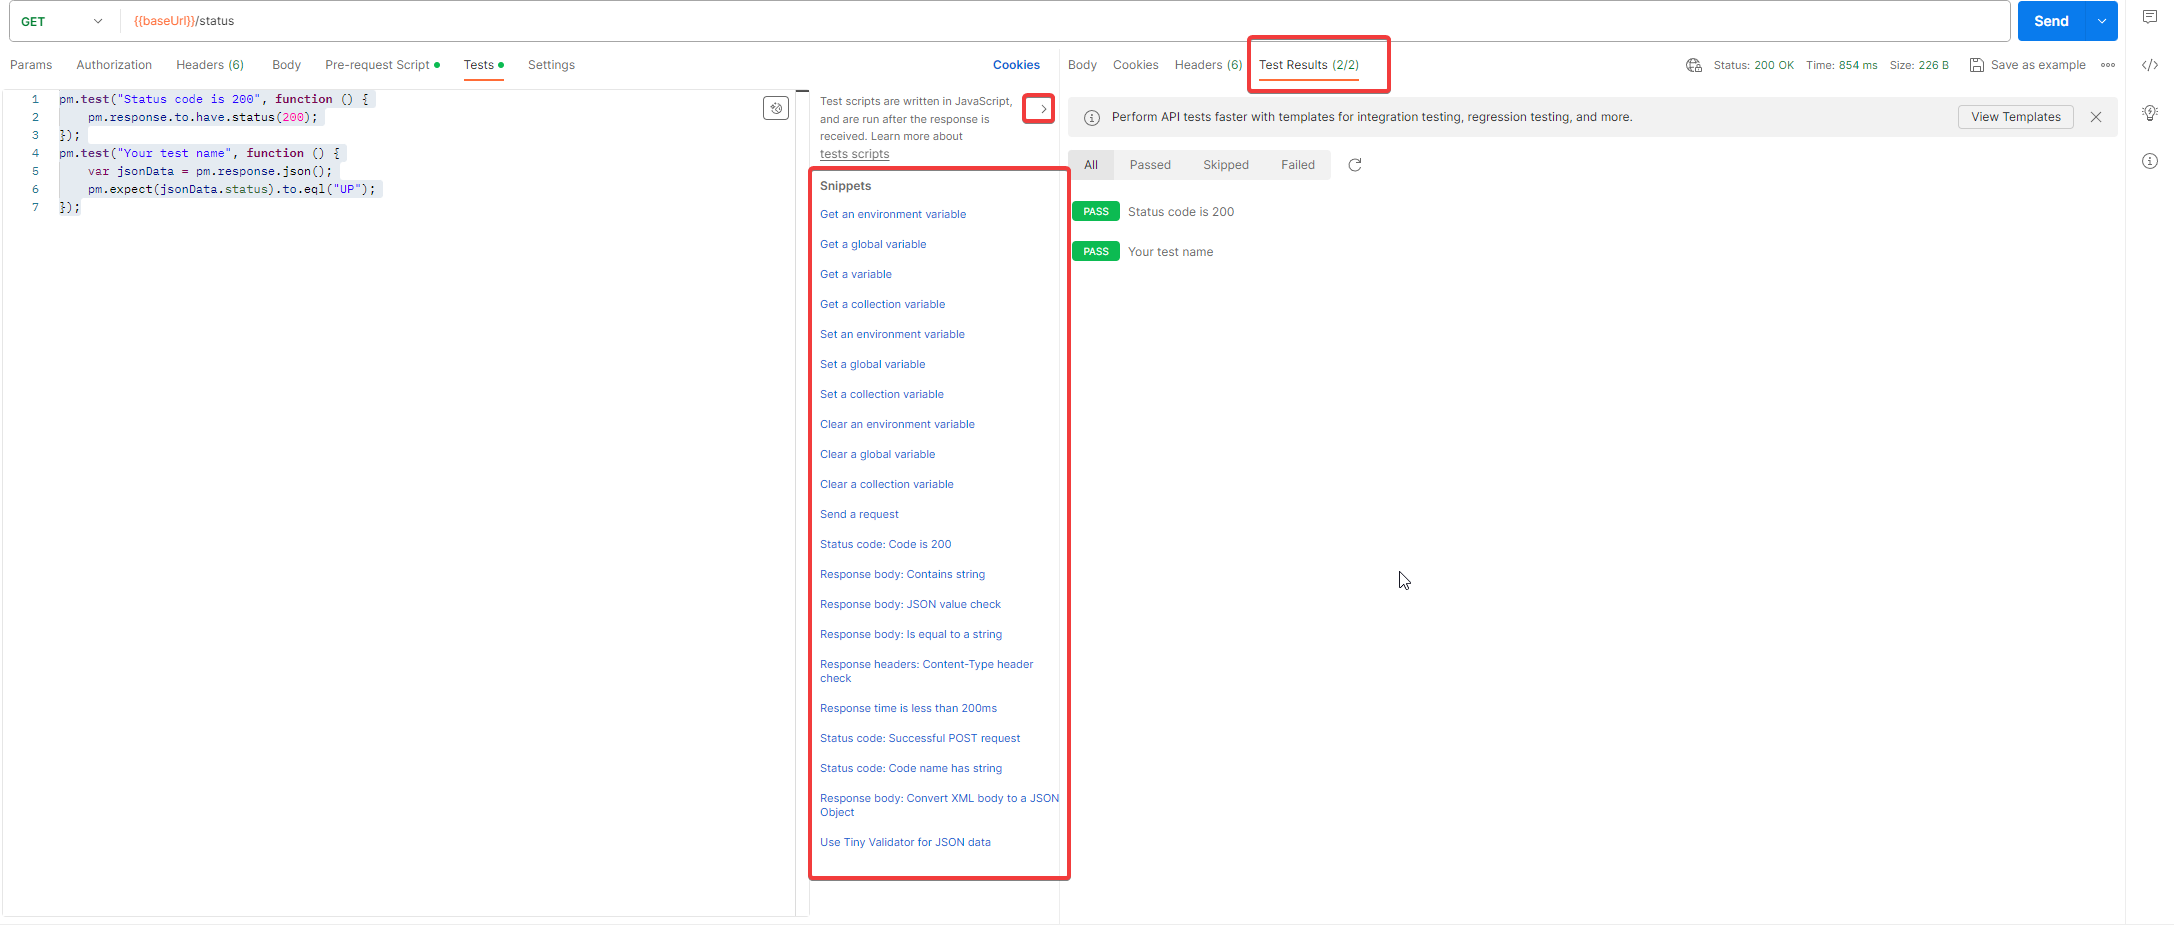 GET
{{baseUrl}}/status
Send
Params Authorization Headers (6) Body Pre-request Script Tests Settings Cookies
Body Cookies Headers (6) Test Results (2/2) Status: 200 OK Time: 854 ms Size: 226 B Save as example
1 pm.test("Status code is 200", function () {
2 pm.response.to.have.status(200);
3 });
4 pm.test("Your test name", function () {
5 var jsonData = pm.response.json();
6 pm.expect(jsonData.status).to.eql("UP");
7 });
Test scripts are written in JavaScript,
and are run after the response is
received. Learn more about
tests scripts
Snippets
Get an environment variable
Get a global variable
Get a variable
Get a collection variable
Set an environment variable
Set a global variable
Set a collection variable
Clear an environment variable
Clear a global variable
Clear a collection variable
Send a request
Status code: Code is 200
Response body: Contains string
Response body: JSON value check
Response body: Is equal to a string
Response headers: Content-Type header
check
Response time is less than 200ms
Status code: Successful POST request
Status code: Code name has string
Response body: Convert XML body to a JSON
Object
Use Tiny Validator for JSON data
Perform API tests faster with templates for integration testing, regression testing, and more. View Templates
All Passed Skipped Failed
PASS Status code is 200
PASS Your test name